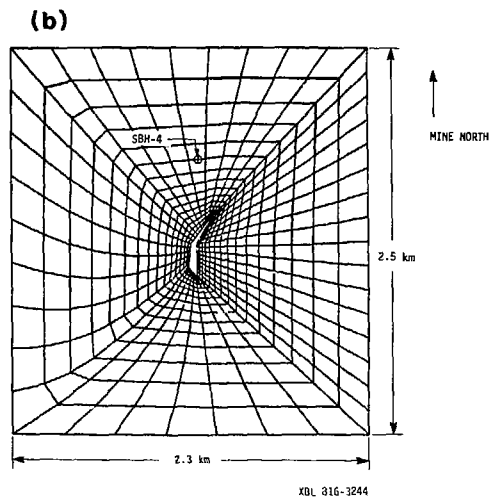 (b)
SBH-4
MINE NORTH
2.5 km
2.3 km
XBL 816-3244